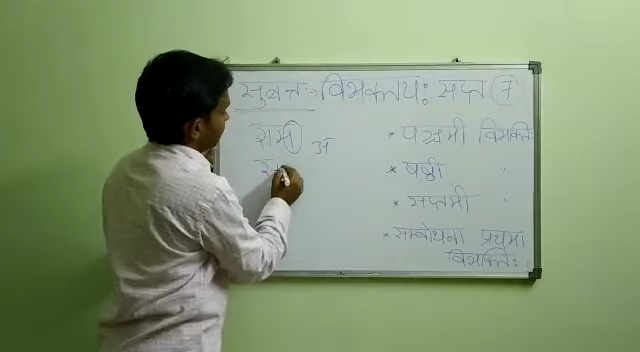 सुबन्तः विभक्तयः सप्त 7
राम अ
* पञ्चमी विभक्तिः
* षष्ठी "
* सप्तमी "
* सम्बोधना प्रथमा
विभक्तिः